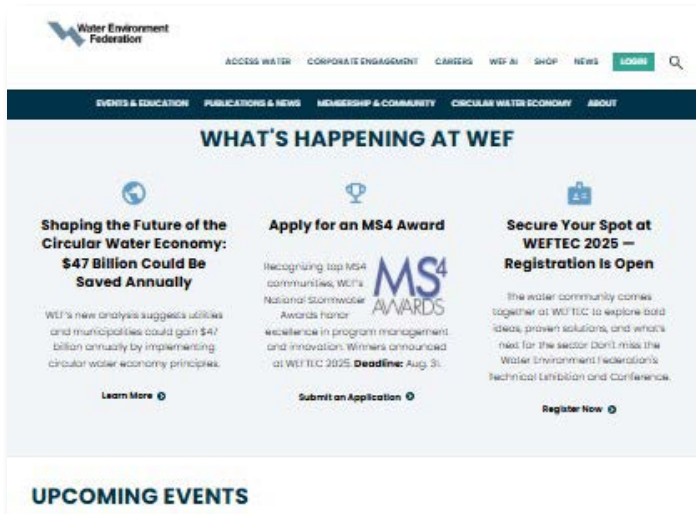 Water Environment
Federation
ACCESS WATER CORPORATE ENGAGEMENT CAREERS WEF AI SHOP NEWS LOGIN
EVENTS & EDUCATION PUBLICATIONS & NEWS MEMBERSHIP & COMMUNITY CIRCULAR WATER ECONOMY ABOUT
WHAT'S HAPPENING AT WEF
Shaping the Future of the
Circular Water Economy:
$47 Billion Could Be
Saved Annually
WEF's new analysis suggests utilities
and municipalities could gain $47
billion annually by implementing
circular water economy principles.
Learn More
Apply for an MS4 Award
Recognizing top MS4
communities, WEF's
National Stormwater
Awards honor
MS4
AWARDS
excellence in program management
and innovation. Winners announced
at WEFTEC 2025. Deadline: Aug. 31.
Submit an Application
Secure Your Spot at
WEFTEC 2025 —
Registration Is Open
The water community comes
together at WEFTEC to explore bold
ideas, proven solutions, and what's
next for the sector Don't miss the
Water Environment Federation's
Technical Exhibition and Conference.
Register Now
UPCOMING EVENTS